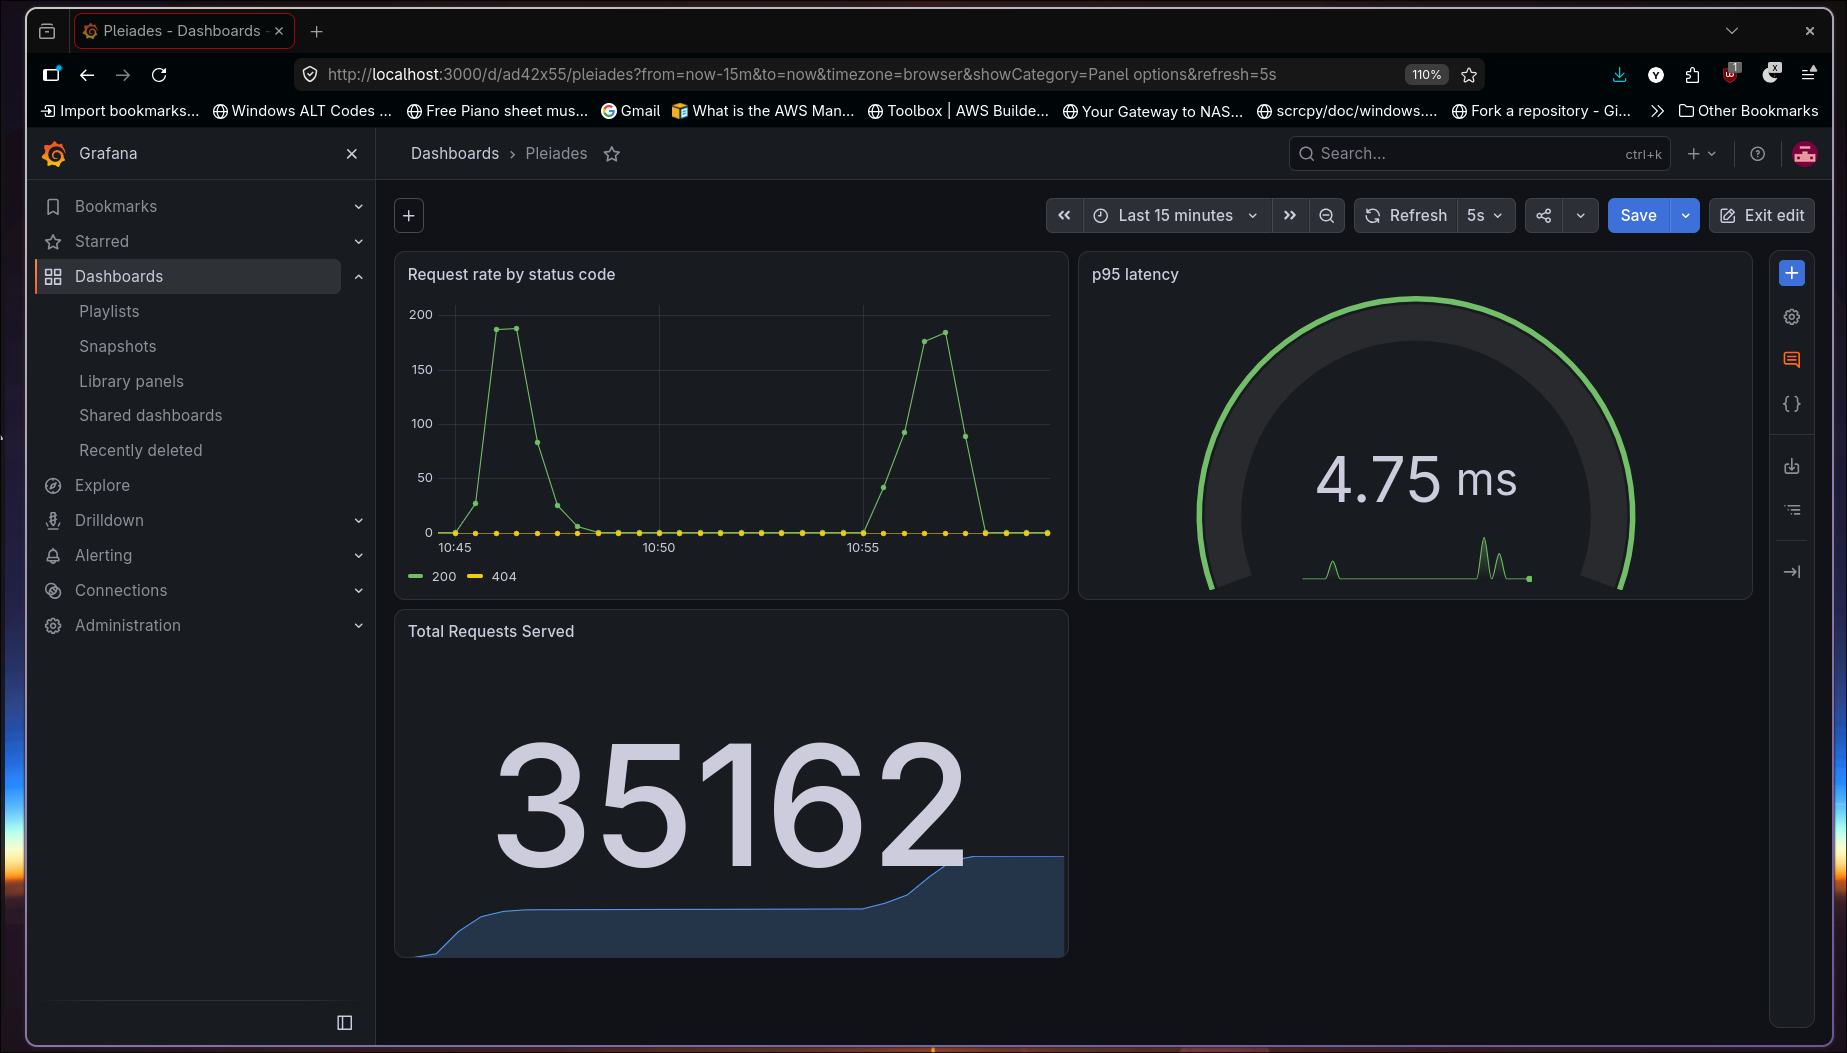 Pleiades - Dashboards -
http://localhost:3000/d/ad42x55/pleiades?from=now-15m&to=now&timezone=browser&showCategory=Panel options&refresh=5s
110%
1
x
Y
Import bookmarks...
Windows ALT Codes ...
Free Piano sheet mus...
Gmail
What is the AWS Man...
Toolbox | AWS Builde...
Your Gateway to NAS...
scrcpy/doc/windows....
Fork a repository - Gi...
Other Bookmarks
Grafana
Dashboards › Pleiades
Search...
ctrl+k
Bookmarks
Starred
Dashboards
Playlists
Snapshots
Library panels
Shared dashboards
Recently deleted
Explore
Drilldown
Alerting
Connections
Administration
Last 15 minutes
Refresh
5s
Save
Exit edit
Request rate by status code
200
150
100
50
0
10:45
10:50
10:55
200
404
p95 latency
4.75 ms
Total Requests Served
35162